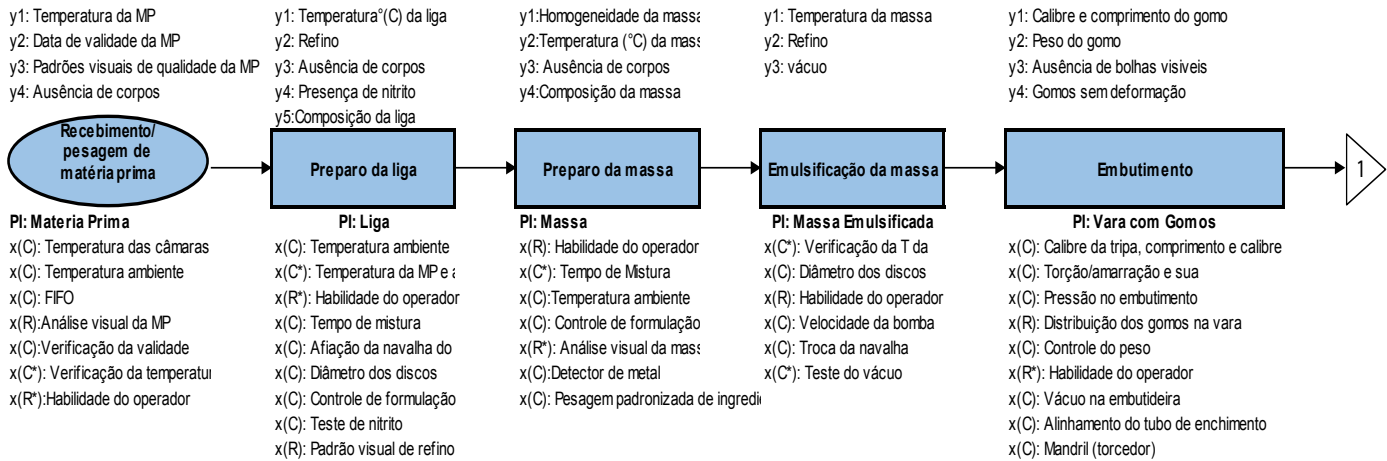 y1: Temperatura da MP
y2: Data de validade da MP
y3: Padrões visuais de qualidade da MP
y4: Ausência de corpos
y1: Temperatura°(C) da liga
y2: Refino
y3: Ausência de corpos
y4: Presença de nitrito
y5:Composição da liga
y1:Homogeneidade da massa
y2:Temperatura (°C) da mas
y3: Ausência de corpos
y4:Composição da massa
y1: Temperatura da massa
y2: Refino
y3: vácuo
y1: Calibre e comprimento do gomo
y2: Peso do gomo
y3: Ausência de bolhas visiveis
y4: Gomos sem deformação
Recebimento/
pesagem de
matéria prima
Preparo da liga
Preparo da massa
Emulsificação da massa
Embutimento
1
PI: Materia Prima
x(C): Temperatura das câmaras
x(C): Temperatura ambiente
x(C): FIFO
x(R):Análise visual da MP
x(C):Verificação da validade
x(C*): Verificação da temperatu
x(R*):Habilidade do operador
PI: Liga
x(C): Temperatura ambiente
x(C*): Temperatura da MP e
x(R*): Habilidade do operador
x(C): Tempo de mistura
x(C): Afiação da navalha do
x(C): Diâmetro dos discos
x(C): Controle de formulação
x(C): Teste de nitrito
x(R): Padrão visual de refino
PI: Massa
x(R): Habilidade do operador
x(C*): Tempo de Mistura
x(C):Temperatura ambiente
x(C): Controle de formulação
x(R*): Análise visual da mas
x(C):Detector de metal
x(C): Pesagem padronizada de ingredi
PI: Massa Emulsificada
x(C*): Verificação da T da
x(C): Diâmetro dos discos
x(R): Habilidade do operador
x(C): Velocidade da bomba
x(C): Troca da navalha
x(C*): Teste do vácuo
PI: Vara com Gomos
x(C): Calibre da tripa, comprimento e calibre
x(C): Torção/amarração e sua
x(C): Pressão no embutimento
x(R): Distribuição dos gomos na vara
x(C): Controle do peso
x(R*): Habilidade do operador
x(C): Vácuo na embutideira
x(C): Alinhamento do tubo de enchimento
x(C): Mandril (torcedor)